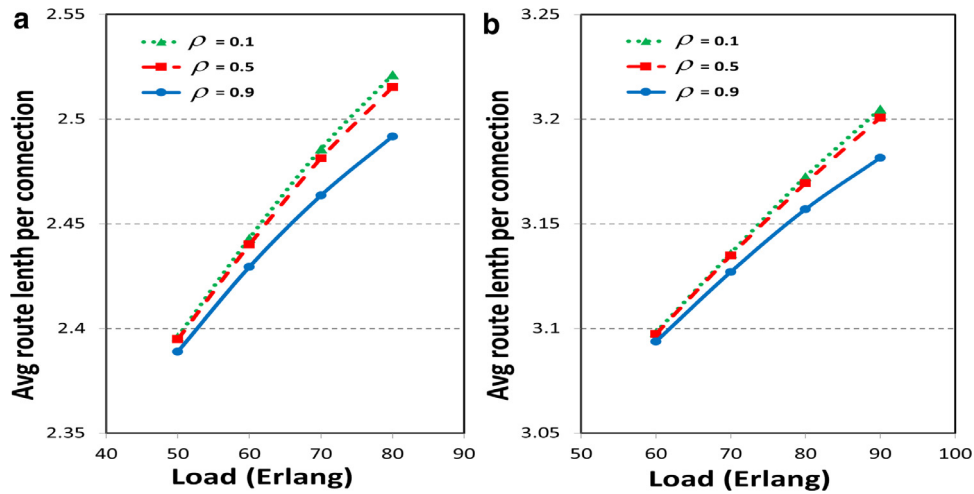 a
2.55
2.5
2.45
2.4
2.35
40
50
60
70
80
90
Avg route lenth per connection
Load (Erlang)
ρ = 0.1
ρ = 0.5
ρ = 0.9
b
3.25
3.2
3.15
3.1
3.05
50
60
70
80
90
100
Avg route lenth per connection
Load (Erlang)
ρ = 0.1
ρ = 0.5
ρ = 0.9